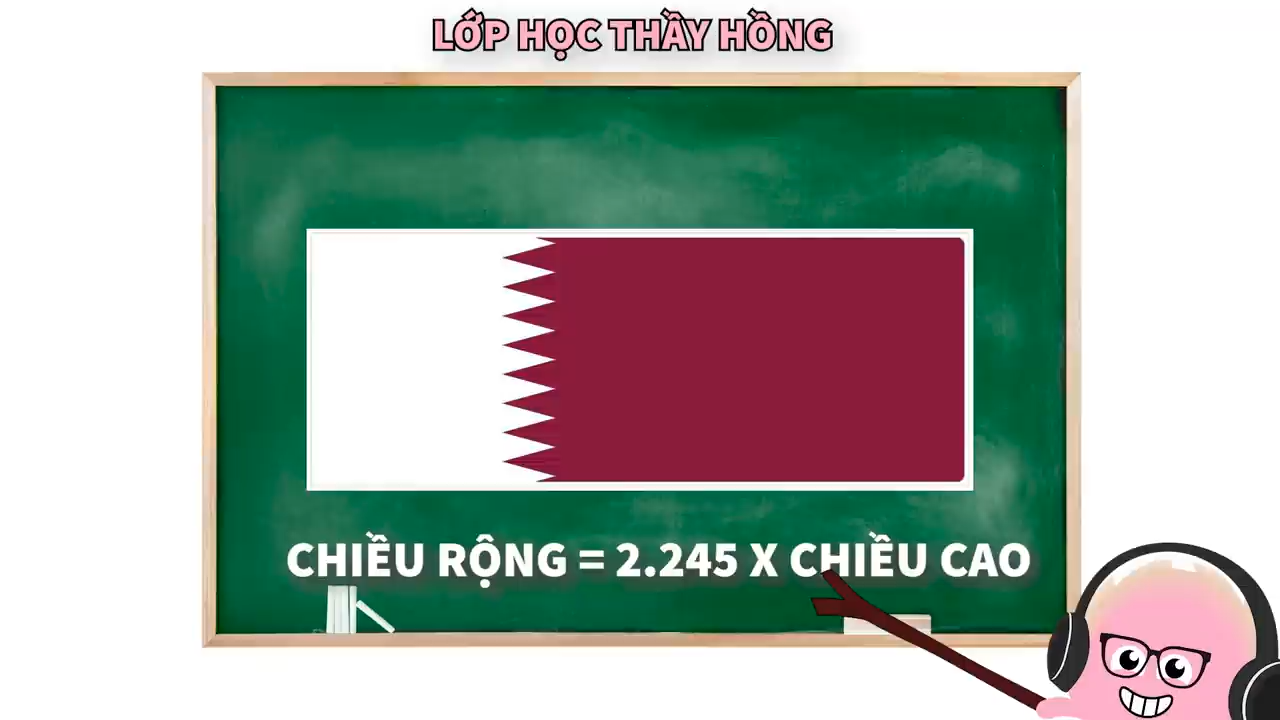 LỚP HỌC THẦY HỒNG
CHIỀU RỘNG = 2.245 X CHIỀU CAO